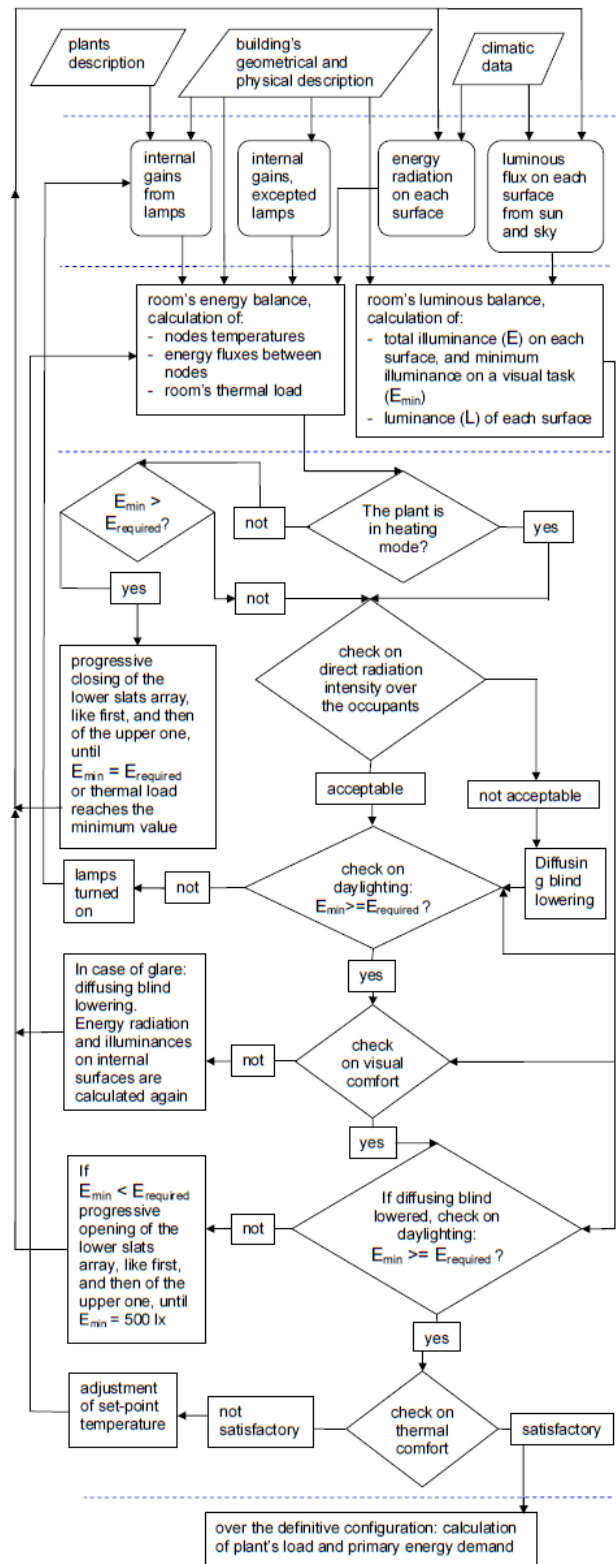 plants
description
building's
geometrical and
physical description
climatic
data
internal
gains
from
lamps
internal
gains,
excepted
lamps
energy
radiation
on each
surface
luminous
flux on each
surface
from sun
and sky
room's energy balance,
calculation of:
- nodes temperatures
- energy fluxes between
nodes
- room's thermal load
room's luminous balance,
calculation of:
- total illuminance (E) on each
surface, and minimum
illuminance on a visual task
(Emin)
- luminance (L) of each surface
Emin >
Erequired?
not
The plant is
in heating
mode?
yes
yes
not
progressive
closing of the
lower slats array,
like first, and then
of the upper one,
until
Emin = Erequired
or thermal load
reaches the
minimum value
check on
direct radiation
intensity over
the occupants
acceptable
not acceptable
lamps
turned
on
not
check on
daylighting:
Emin>=Erequired ?
Diffusin
g blind
lowering
yes
In case of glare:
diffusing blind
lowering.
Energy radiation
and illuminances
on internal
surfaces are
calculated again
not
check
on visual
comfort
yes
If
Emin < Erequired
progressive
opening of the
lower slats
array, like first,
and then of the
upper one, until
Emin = 500 lx
not
If diffusing blind
lowered, check on
daylighting:
Emin >= Erequired ?
yes
adjustment
of set-point
temperature
not
satisfactory
check on
thermal
comfort
satisfactory
over the definitive configuration: calculation
of plant's load and primary energy demand